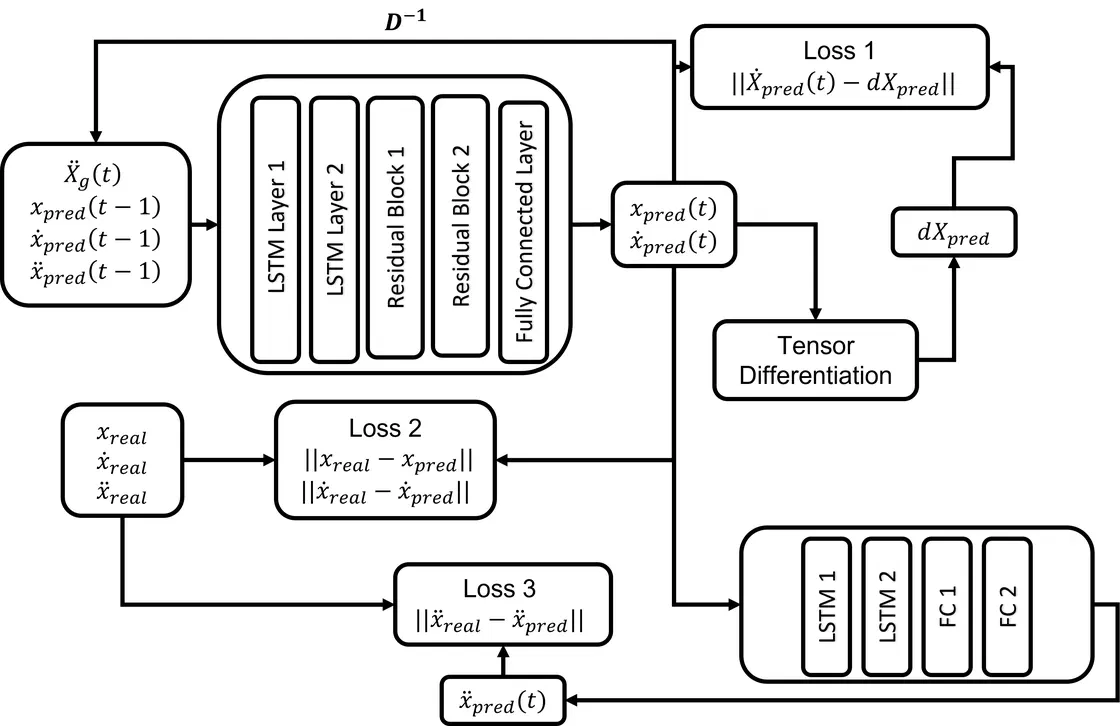 D⁻¹
Loss 1
||Ẋ_pred(t) − dX_pred||
Ẍ_g(t)
x_pred(t − 1)
ẋ_pred(t − 1)
ẍ_pred(t − 1)
LSTM Layer 1
LSTM Layer 2
Residual Block 1
Residual Block 2
Fully Connected Layer
x_pred(t)
ẋ_pred(t)
dX_pred
Tensor
Differentiation
x_real
ẋ_real
ẍ_real
Loss 2
||x_real − x_pred||
||ẋ_real − ẋ_pred||
Loss 3
||ẍ_real − ẍ_pred||
LSTM 1
LSTM 2
FC 1
FC 2
ẍ_pred(t)